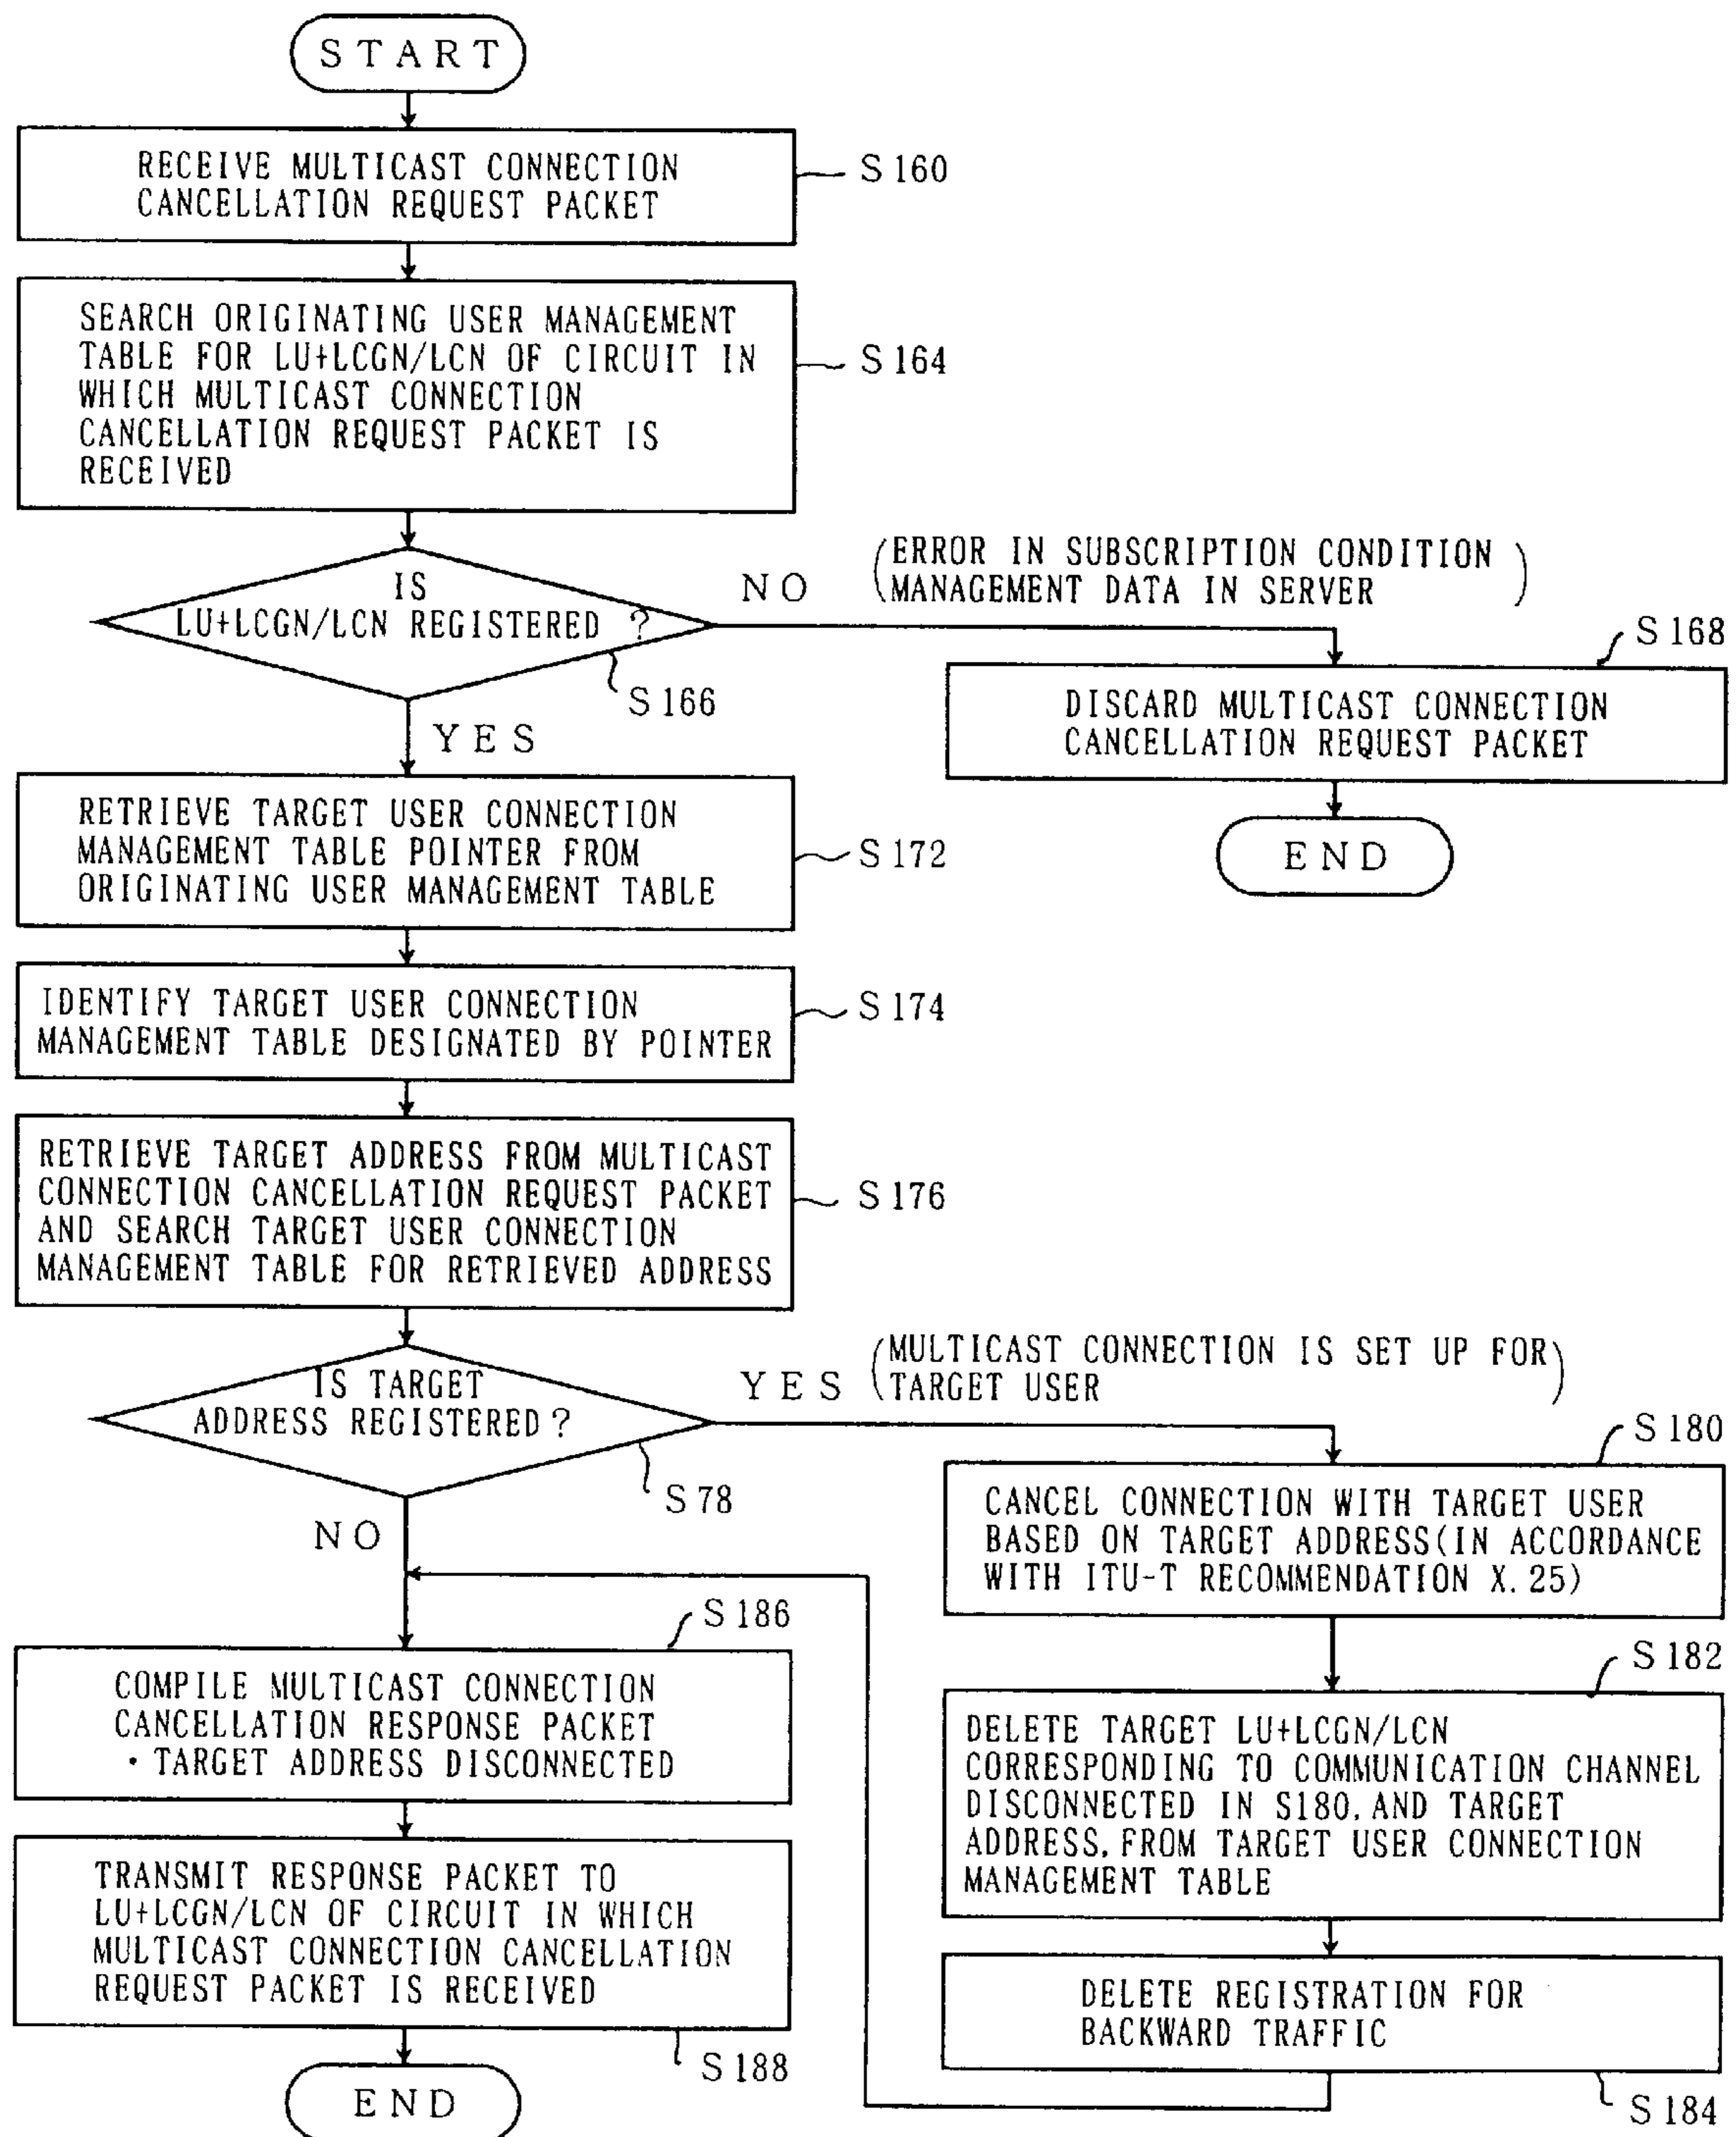 START
RECEIVE MULTICAST CONNECTION
CANCELLATION REQUEST PACKET
S160
SEARCH ORIGINATING USER MANAGEMENT
TABLE FOR LU+LCGN/LCN OF CIRCUIT IN
WHICH MULTICAST CONNECTION
CANCELLATION REQUEST PACKET IS
RECEIVED
S164
IS
LU+LCGN/LCN REGISTERED ?
S166
NO
(ERROR IN SUBSCRIPTION CONDITION
MANAGEMENT DATA IN SERVER)
S168
DISCARD MULTICAST CONNECTION
CANCELLATION REQUEST PACKET
END
YES
RETRIEVE TARGET USER CONNECTION
MANAGEMENT TABLE POINTER FROM
ORIGINATING USER MANAGEMENT TABLE
S172
IDENTIFY TARGET USER CONNECTION
MANAGEMENT TABLE DESIGNATED BY POINTER
S174
RETRIEVE TARGET ADDRESS FROM MULTICAST
CONNECTION CANCELLATION REQUEST PACKET
AND SEARCH TARGET USER CONNECTION
MANAGEMENT TABLE FOR RETRIEVED ADDRESS
S176
IS TARGET
ADDRESS REGISTERED?
S78
YES
(MULTICAST CONNECTION IS SET UP FOR
TARGET USER)
S180
CANCEL CONNECTION WITH TARGET USER
BASED ON TARGET ADDRESS(IN ACCORDANCE
WITH ITU-T RECOMMENDATION X.25)
S182
DELETE TARGET LU+LCGN/LCN
CORRESPONDING TO COMMUNICATION CHANNEL
DISCONNECTED IN S180, AND TARGET
ADDRESS, FROM TARGET USER CONNECTION
MANAGEMENT TABLE
DELETE REGISTRATION FOR
BACKWARD TRAFFIC
S184
NO
S186
COMPILE MULTICAST CONNECTION
CANCELLATION RESPONSE PACKET
• TARGET ADDRESS DISCONNECTED
TRANSMIT RESPONSE PACKET TO
LU+LCGN/LCN OF CIRCUIT IN WHICH
MULTICAST CONNECTION CANCELLATION
REQUEST PACKET IS RECEIVED
S188
END